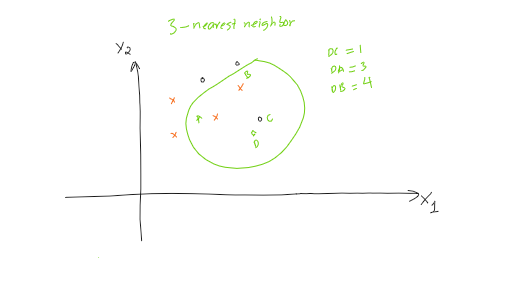 3-nearest neighbor
Y2
DC = 1
DA = 3
DB = 4
B
A
C
D
X1